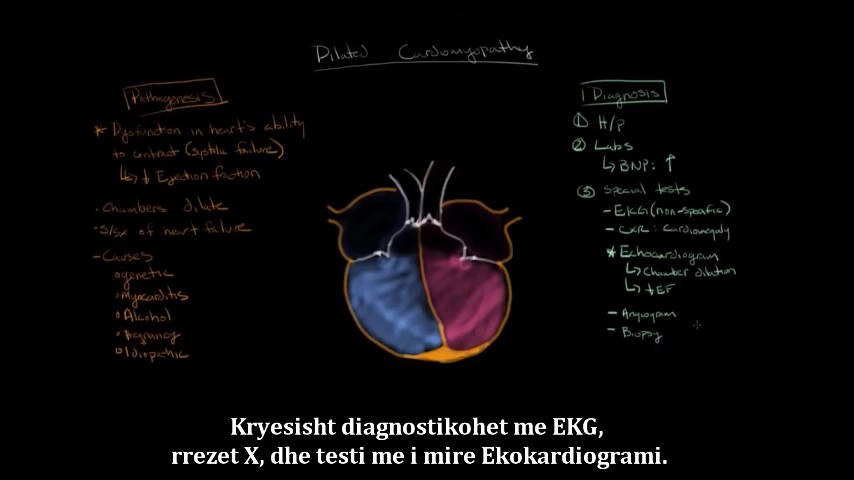 Dilated Cardiomyopathy
Pathogenesis
* Dysfunction in heart's ability
to contract (systolic failure)
↳ ↓ Ejection fraction
- Chambers dilate
- S/Sx of heart failure
- Causes
• genetic
• Myocarditis
• Alcohol
• Pregnancy
• Idiopathic
Diagnosis
① H/P
② Labs
↳ BNP: ↑
③ Special tests
- EKG (non-specific)
- CXR: Cardiomegaly
* Echocardiogram
↳ Chamber dilation
↳ ↓ EF
- Angiogram
- Biopsy
Kryesisht diagnostikohet me EKG,
rrezet X, dhe testi me i mire Ekokardiogrami.